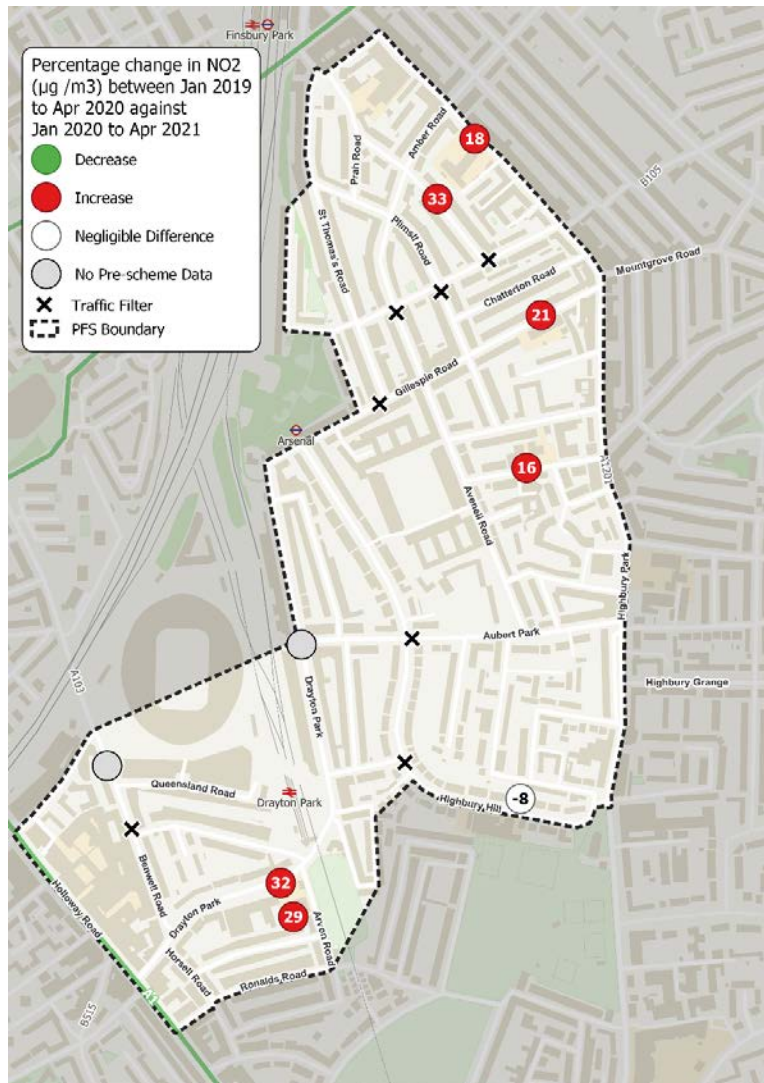 Finsbury Park
Percentage change in NO2
(µg /m3) between Jan 2019
to Apr 2020 against
Jan 2020 to Apr 2021
Decrease
Increase
Negligible Difference
No Pre-scheme Data
Traffic Filter
PFS Boundary
Amber Road
18
Prah Road
B105
33
St Thomas's Road
Plimsll Road
Mountgrove Road
Chatterton Road
21
Gillespie Road
Arsenal
16
A1201
Avenell Road
Highbury Park
Aubert Park
A103
Drayton Park
Highbury Grange
Queensland Road
Drayton Park
-8
Highbury Hill
Benwell Road
32
Holloway Road
Drayton Park
29
Arvon Road
Horsell Road
Ronalds Road
A1
B515